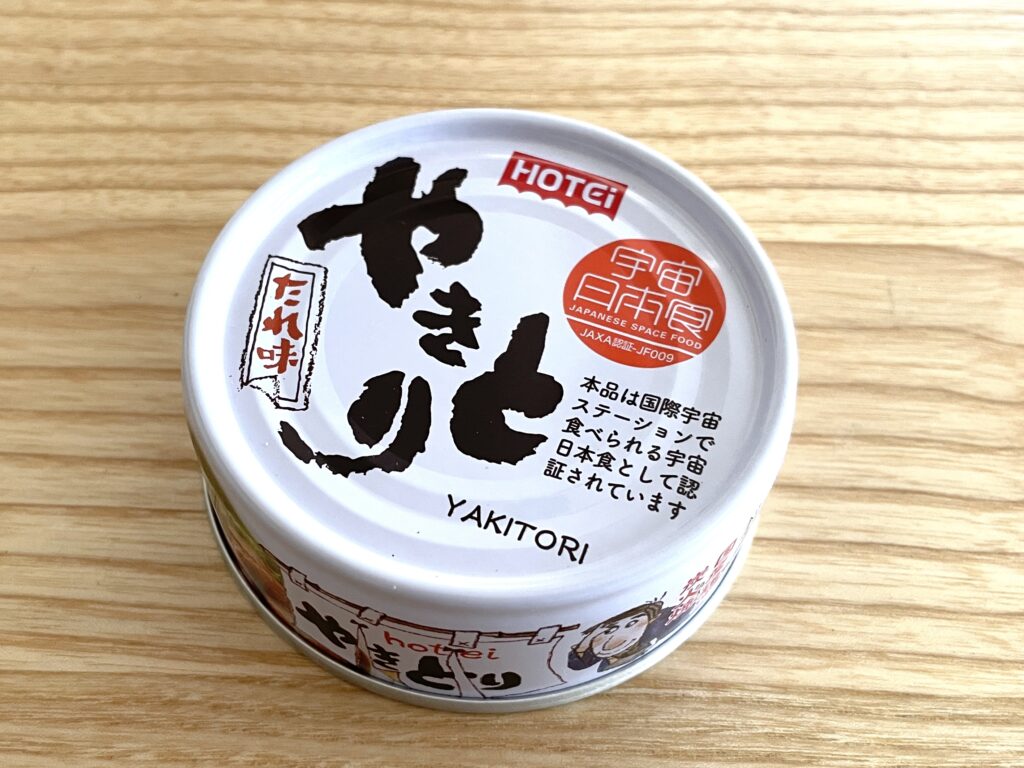 HOTEi
やきとり
たれ味
宇宙
日本食
JAPANESE SPACE FOOD
JAXA認証-JF009
本品は国際宇宙
ステーションで
食べられる宇宙
日本食として認
証されています
YAKITORI
hotei
やきとり